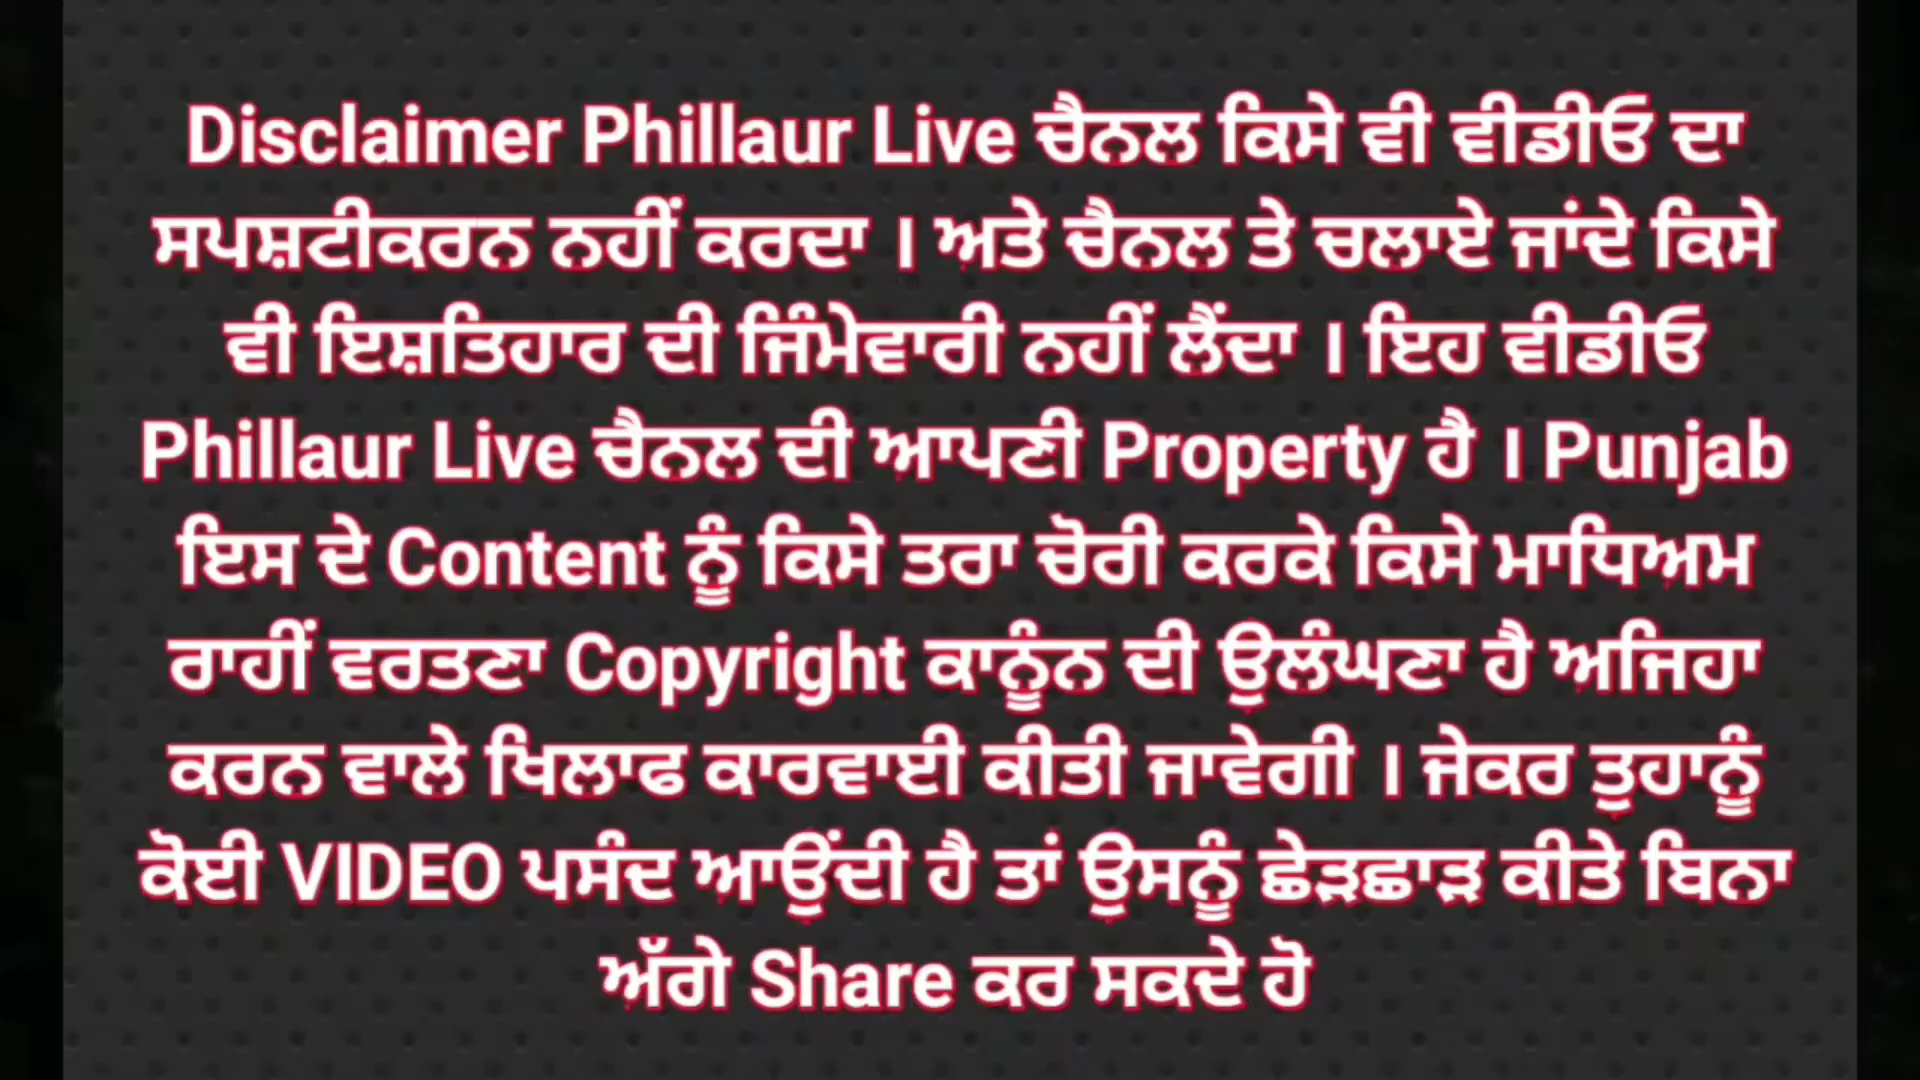 Disclaimer Phillaur Live ਚੈਨਲ ਕਿਸੇ ਵੀ ਵੀਡੀਓ ਦਾ
ਸਪਸ਼ਟੀਕਰਨ ਨਹੀਂ ਕਰਦਾ । ਅਤੇ ਚੈਨਲ ਤੇ ਚਲਾਏ ਜਾਂਦੇ ਕਿਸੇ
ਵੀ ਇਸ਼ਤਿਹਾਰ ਦੀ ਜਿੰਮੇਵਾਰੀ ਨਹੀਂ ਲੈਂਦਾ । ਇਹ ਵੀਡੀਓ
Phillaur Live ਚੈਨਲ ਦੀ ਆਪਣੀ Property ਹੈ । Punjab
ਇਸ ਦੇ Content ਨੂੰ ਕਿਸੇ ਤਰਾ ਚੋਰੀ ਕਰਕੇ ਕਿਸੇ ਮਾਧਿਅਮ
ਰਾਹੀਂ ਵਰਤਣਾ Copyright ਕਾਨੂੰਨ ਦੀ ਉਲੰਘਣਾ ਹੈ ਅਜਿਹਾ
ਕਰਨ ਵਾਲੇ ਖਿਲਾਫ ਕਾਰਵਾਈ ਕੀਤੀ ਜਾਵੇਗੀ । ਜੇਕਰ ਤੁਹਾਨੂੰ
ਕੋਈ VIDEO ਪਸੰਦ ਆਉਂਦੀ ਹੈ ਤਾਂ ਉਸਨੂੰ ਛੇੜਛਾੜ ਕੀਤੇ ਬਿਨਾ
ਅੱਗੇ Share ਕਰ ਸਕਦੇ ਹੋ